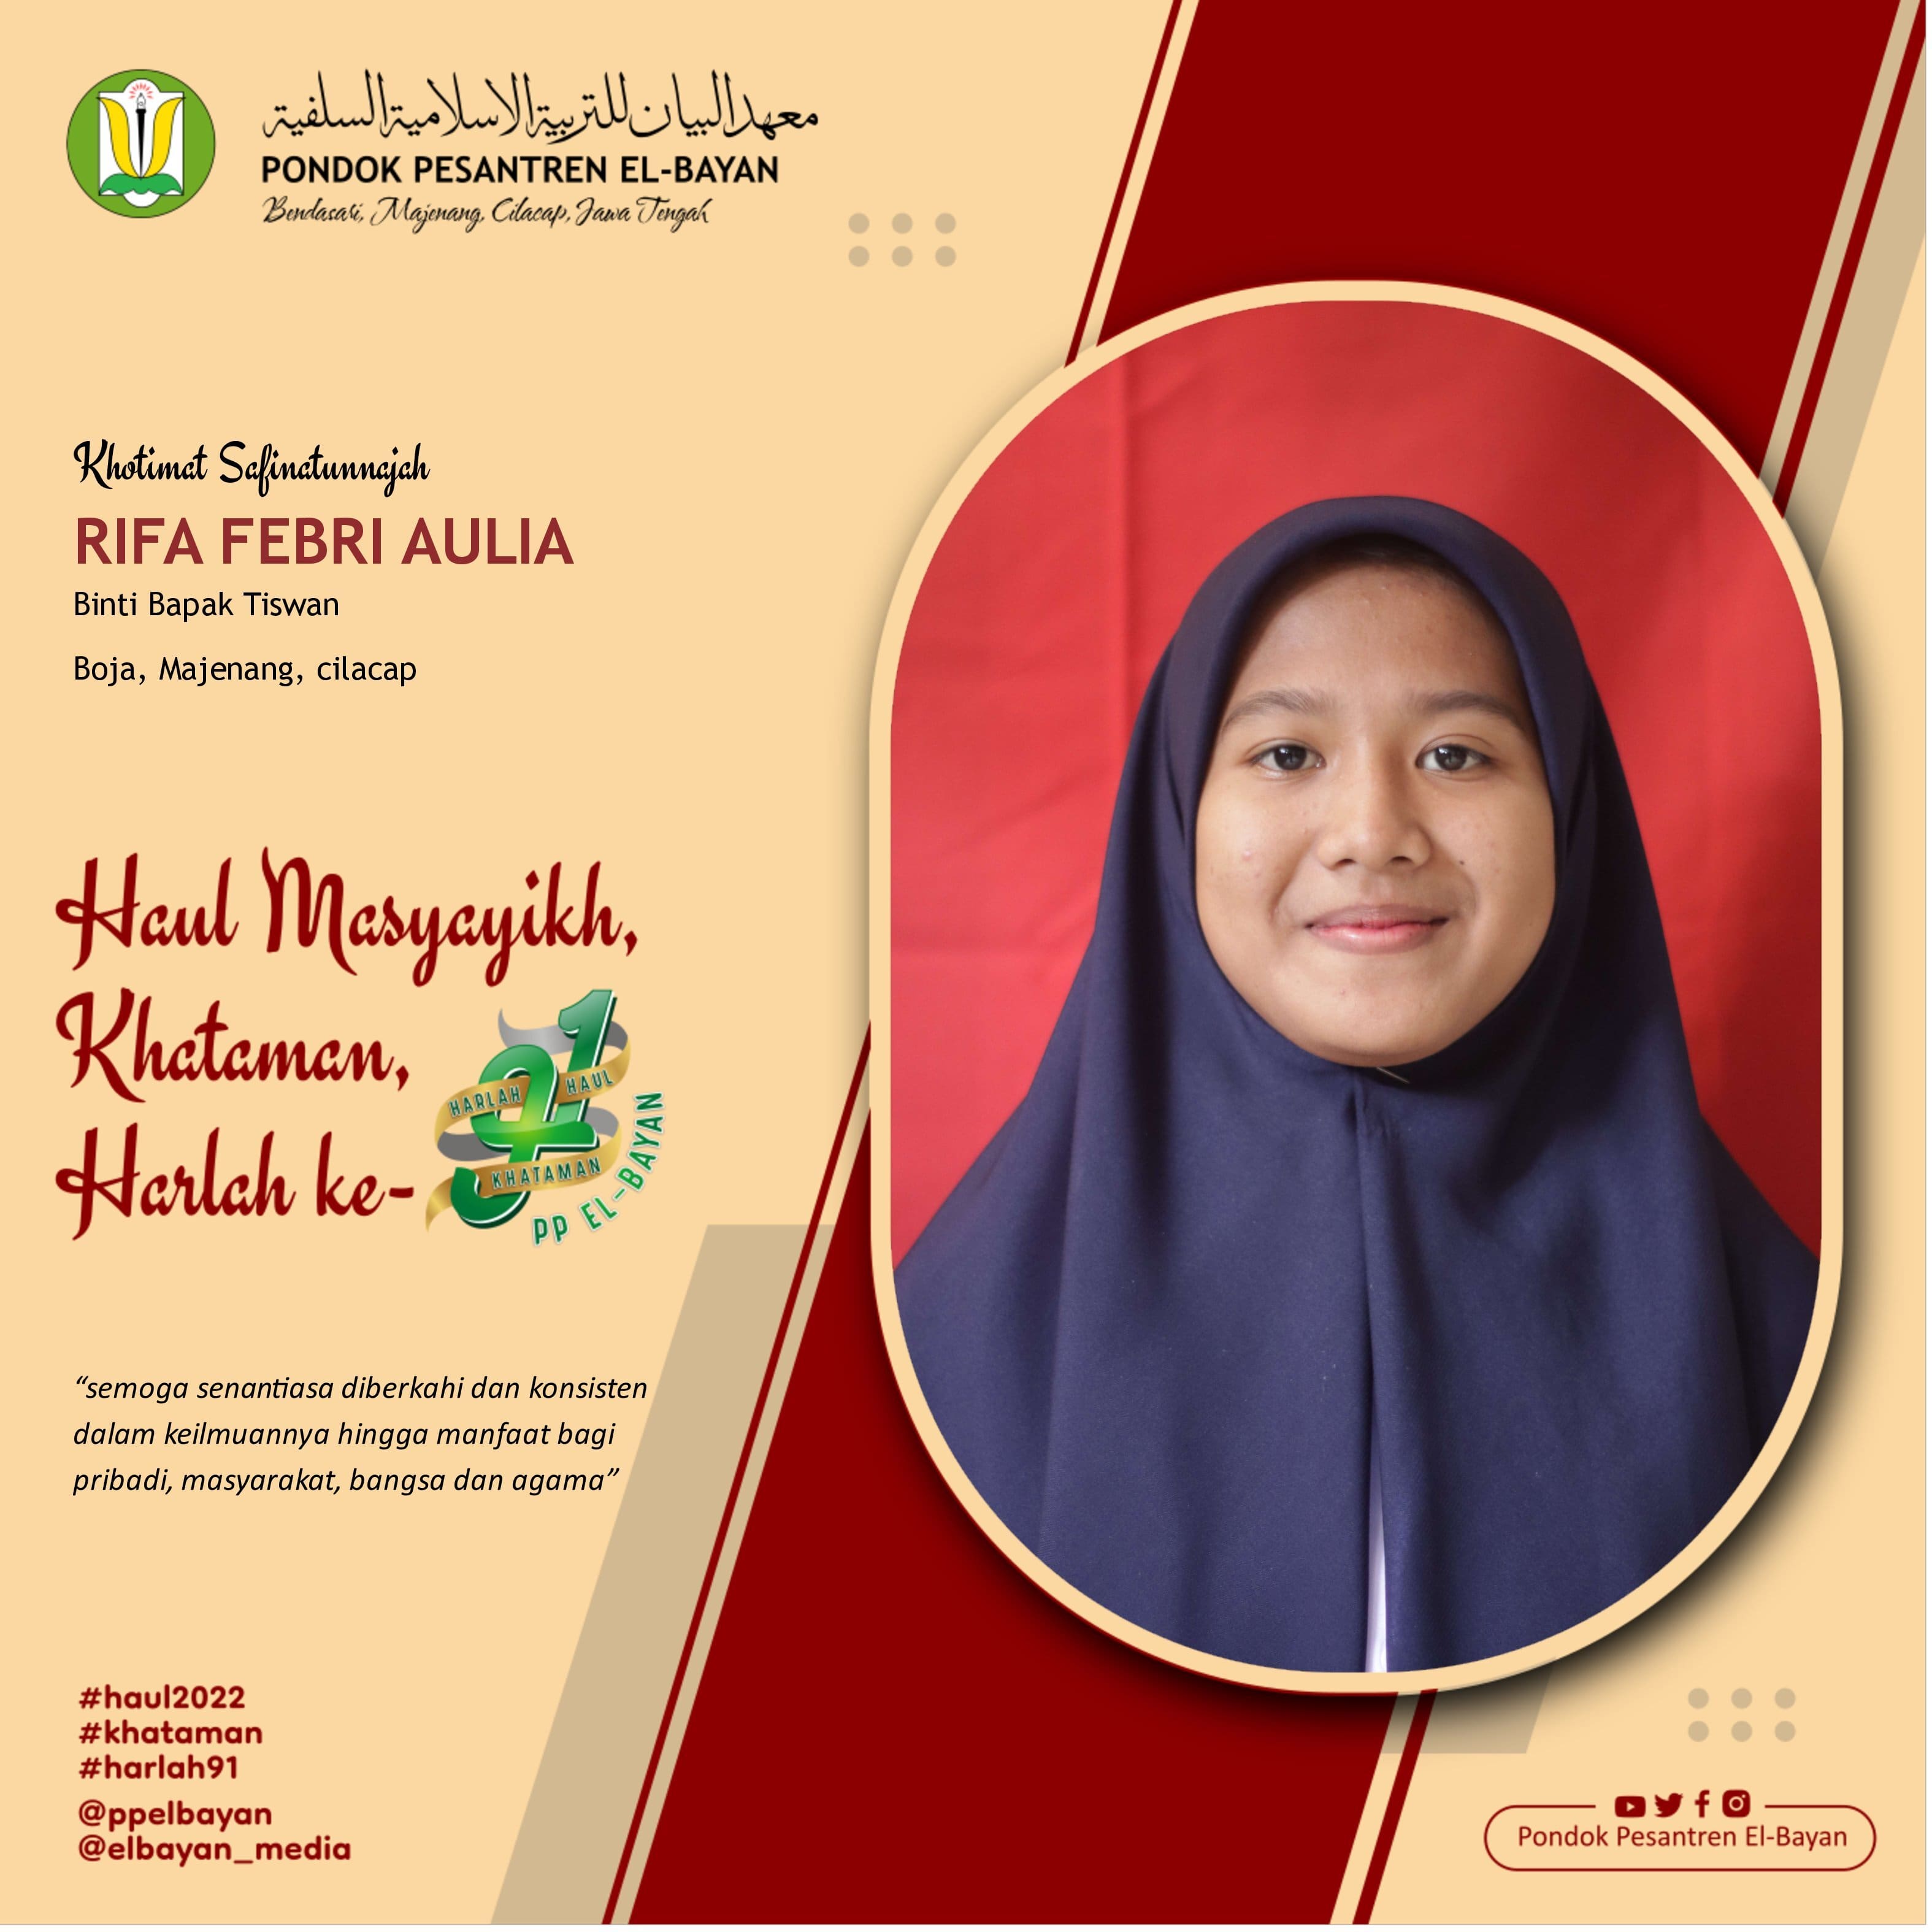 معهد البيان للتربية الاسلامية السلفية
PONDOK PESANTREN EL-BAYAN
Bendasari, Majenang, Cilacap, Jawa Tengah
Khotimat Safinatunnajah
RIFA FEBRI AULIA
Binti Bapak Tiswan
Boja, Majenang, cilacap
Haul Masyayikh,
Khataman,
Harlah ke-
91
HARLAH HAUL
KHATAMAN
PP EL-BAYAN
“semoga senantiasa diberkahi dan konsisten
dalam keilmuannya hingga manfaat bagi
pribadi, masyarakat, bangsa dan agama”
#haul2022
#khataman
#harlah91
@ppelbayan
@elbayan_media
Pondok Pesantren El-Bayan